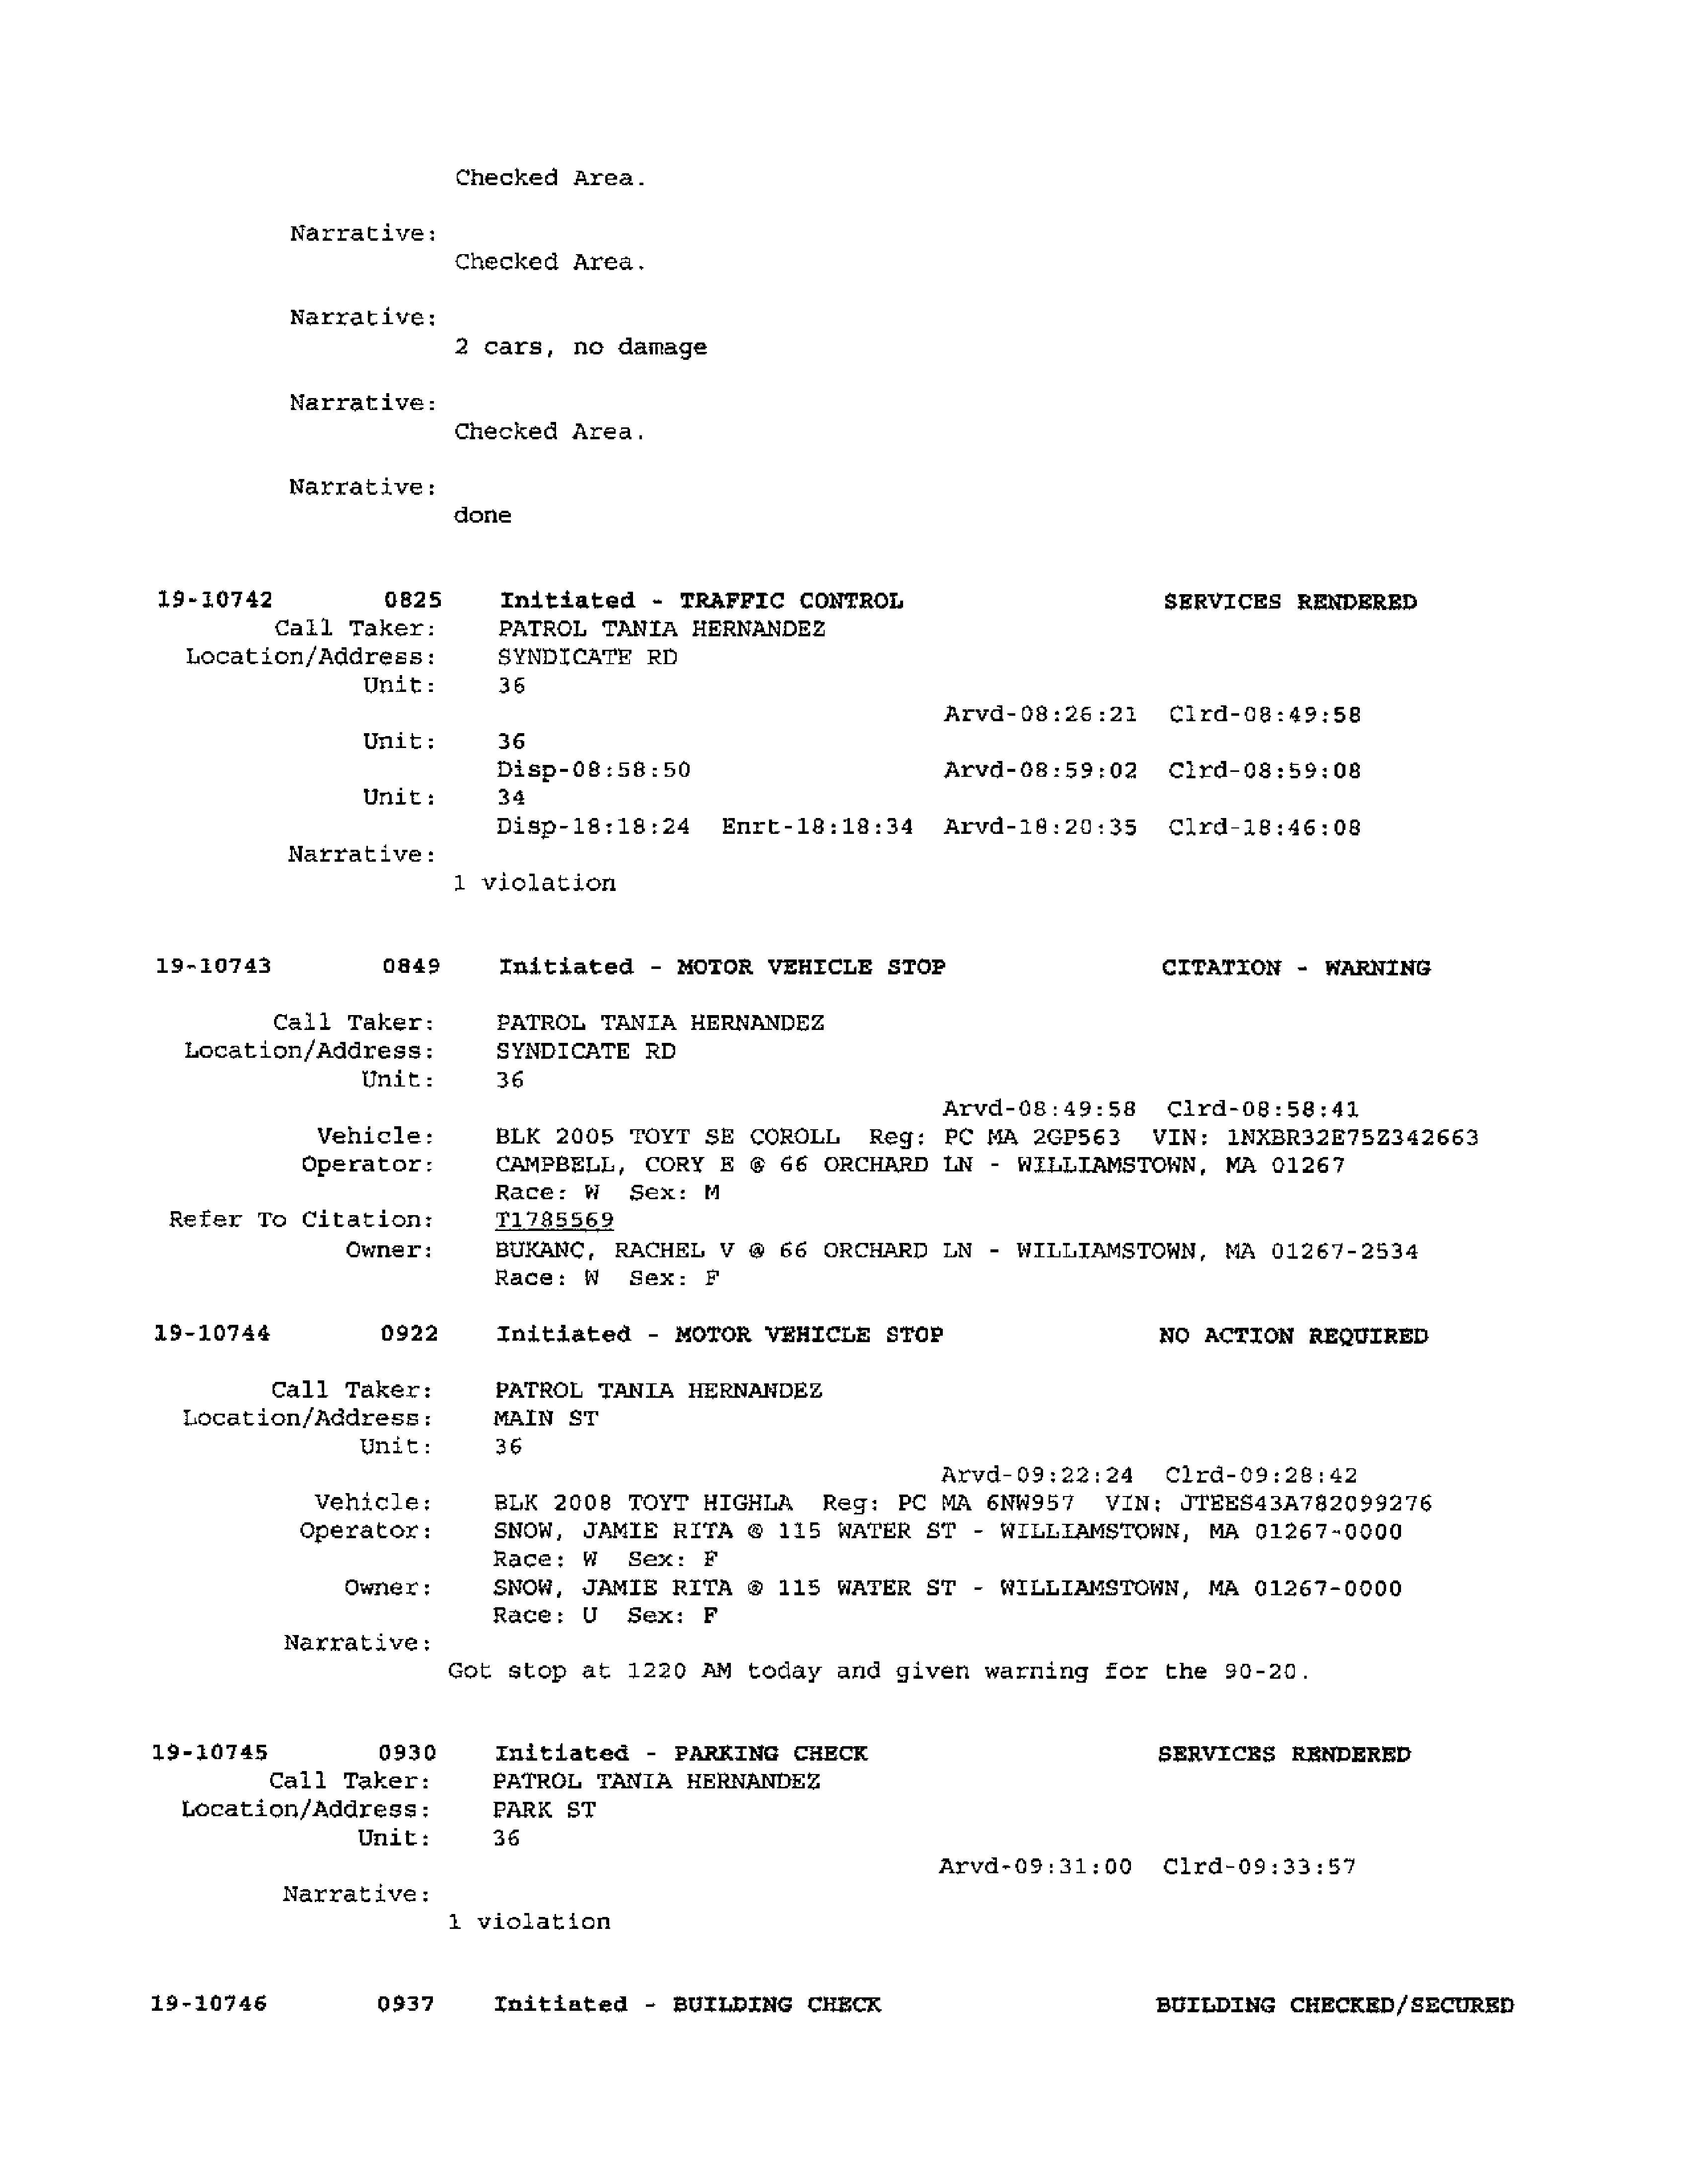 Checked Area.
Narrative:
Checked Area.
Narrative:
2 cars, no damage
Narrative:
Checked Area.
Narrative:
done
19-10742 0825 Initiated - TRAFFIC CONTROL SERVICES RENDERED
Call Taker: PATROL TANIA HERNANDEZ
Location/Address: SYNDICATE RD
Unit: 36
Arvd-08:26:21 Clrd-08:49:58
Unit: 36
Disp-08:58:50 Arvd-08:59:02 Clrd-08:59:08
Unit: 34
Disp-18:18:24 Enrt-18:18:34 Arvd-18:20:35 Clrd-18:46:08
Narrative:
1 violation
19-10743 0849 Initiated - MOTOR VEHICLE STOP CITATION - WARNING
Call Taker: PATROL TANIA HERNANDEZ
Location/Address: SYNDICATE RD
Unit: 36
Arvd-08:49:58 Clrd-08:58:41
Vehicle: BLK 2005 TOYT SE COROLL Reg: PC MA 2GP563 VIN: 1NXBR32E75Z342663
Operator: CAMPBELL, CORY E @ 66 ORCHARD LN - WILLIAMSTOWN, MA 01267
Race: W Sex: M
Refer To Citation: T1785569
Owner: BUKANC, RACHEL V @ 66 ORCHARD LN - WILLIAMSTOWN, MA 01267-2534
Race: W Sex: F
19-10744 0922 Initiated - MOTOR VEHICLE STOP NO ACTION REQUIRED
Call Taker: PATROL TANIA HERNANDEZ
Location/Address: MAIN ST
Unit: 36
Arvd-09:22:24 Clrd-09:28:42
Vehicle: BLK 2008 TOYT HIGHLA Reg: PC MA 6NW957 VIN: JTEES43A782099276
Operator: SNOW, JAMIE RITA @ 115 WATER ST - WILLIAMSTOWN, MA 01267-0000
Race: W Sex: F
Owner: SNOW, JAMIE RITA @ 115 WATER ST - WILLIAMSTOWN, MA 01267-0000
Race: U Sex: F
Narrative:
Got stop at 1220 AM today and given warning for the 90-20.
19-10745 0930 Initiated - PARKING CHECK SERVICES RENDERED
Call Taker: PATROL TANIA HERNANDEZ
Location/Address: PARK ST
Unit: 36
Arvd-09:31:00 Clrd-09:33:57
Narrative:
1 violation
19-10746 0937 Initiated - BUILDING CHECK BUILDING CHECKED/SECURED